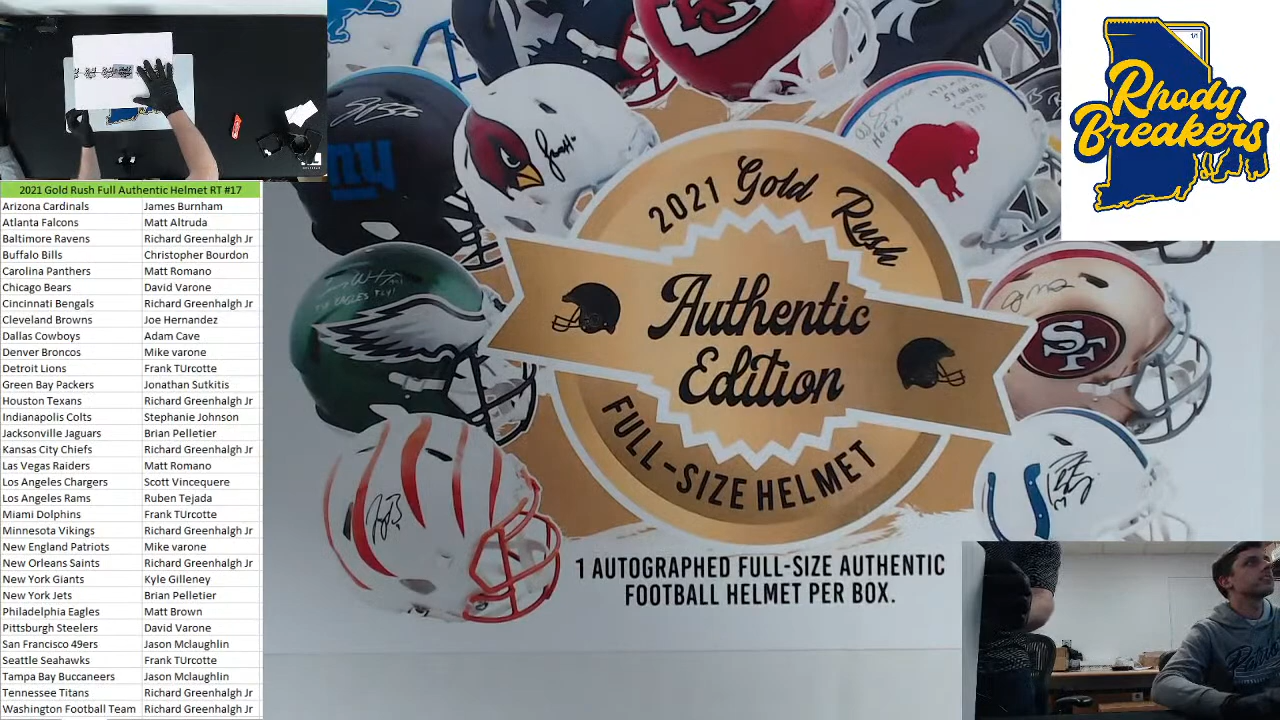 2021 Gold Rush Full Authentic Helmet RT #17
Arizona Cardinals James Burnham
Atlanta Falcons Matt Altruda
Baltimore Ravens Richard Greenhalgh Jr
Buffalo Bills Christopher Bourdon
Carolina Panthers Matt Romano
Chicago Bears David Varone
Cincinnati Bengals Richard Greenhalgh Jr
Cleveland Browns Joe Hernandez
Dallas Cowboys Adam Cave
Denver Broncos Mike varone
Detroit Lions Frank TUrcotte
Green Bay Packers Jonathan Sutkitis
Houston Texans Richard Greenhalgh Jr
Indianapolis Colts Stephanie Johnson
Jacksonville Jaguars Brian Pelletier
Kansas City Chiefs Richard Greenhalgh Jr
Las Vegas Raiders Matt Romano
Los Angeles Chargers Scott Vincequere
Los Angeles Rams Ruben Tejada
Miami Dolphins Frank TUrcotte
Minnesota Vikings Richard Greenhalgh Jr
New England Patriots Mike varone
New Orleans Saints Richard Greenhalgh Jr
New York Giants Kyle Gilleney
New York Jets Brian Pelletier
Philadelphia Eagles Matt Brown
Pittsburgh Steelers David Varone
San Francisco 49ers Jason Mclaughlin
Seattle Seahawks Frank TUrcotte
Tampa Bay Buccaneers Jason Mclaughlin
Tennessee Titans Richard Greenhalgh Jr
Washington Football Team Richard Greenhalgh Jr
KC
ny
2021 Gold Rush
Authentic
Edition
FULL-SIZE HELMET
SF
1 AUTOGRAPHED FULL-SIZE AUTHENTIC
FOOTBALL HELMET PER BOX.
1/1
Rhody
Breakers